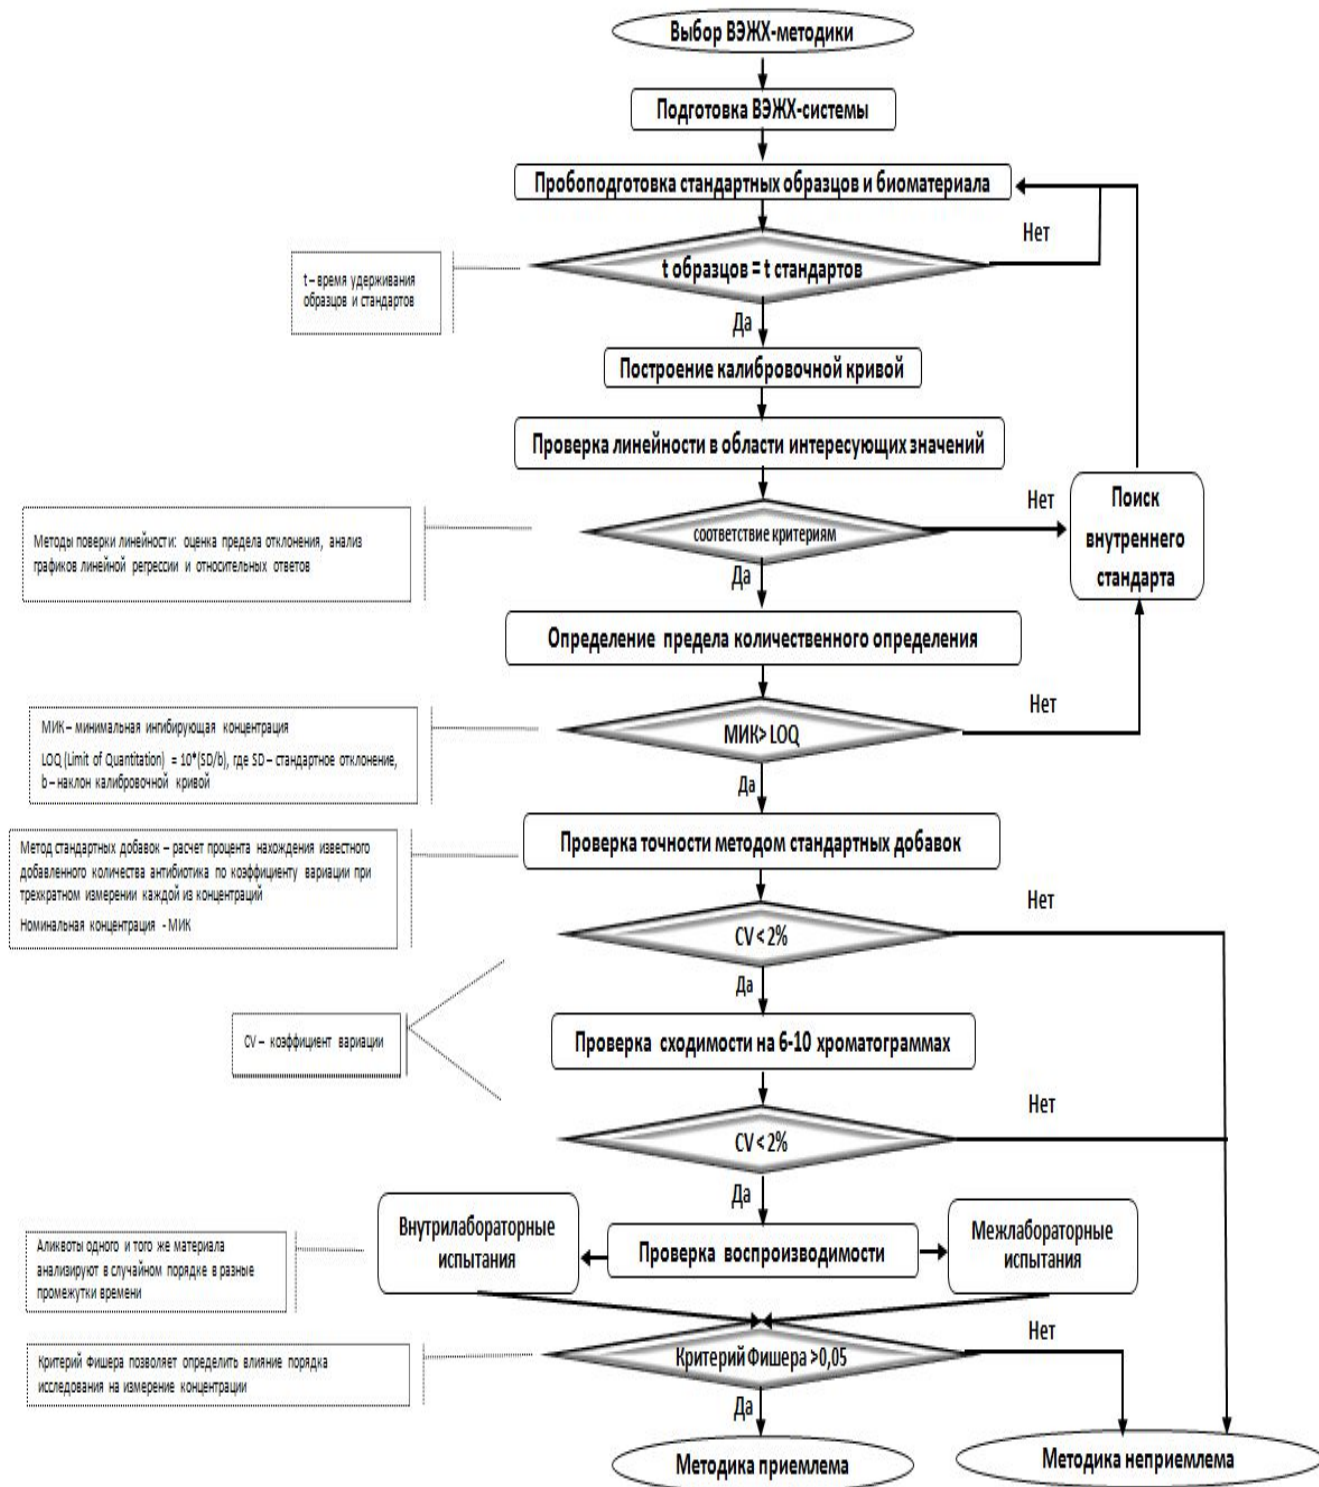 Выбор ВЭЖХ-методики
Подготовка ВЭЖХ-системы
Пробоподготовка стандартных образцов и биоматериала
Нет
t образцов = t стандартов
t – время удерживания
образцов и стандартов
Да
Построение калибровочной кривой
Проверка линейности в области интересующих значений
Нет
Поиск
внутреннего
стандарта
соответствие критериям
Методы поверки линейности: оценка предела отклонения, анализ
графиков линейной регрессии и относительных ответов
Да
Определение предела количественного определения
Нет
МИК> LOQ
МИК – минимальная ингибирующая концентрация
LOQ (Limit of Quantitation) = 10*(SD/b), где SD – стандартное отклонение,
b – наклон калибровочной кривой
Да
Проверка точности методом стандартных добавок
Метод стандартных добавок – расчет процента нахождения известного
добавленного количества антибиотика по коэффициенту вариации при
трехкратном измерении каждой из концентраций
Номинальная концентрация - МИК
Нет
CV < 2%
Да
CV – коэффициент вариации
Проверка сходимости на 6-10 хроматограммах
Нет
CV < 2%
Да
Внутрилабораторные
испытания
Проверка воспроизводимости
Межлабораторные
испытания
Аликвоты одного и того же материала
анализируют в случайном порядке в разные
промежутки времени
Нет
Критерий Фишера >0,05
Критерий Фишера позволяет определить влияние порядка
исследования на измерение концентрации
Да
Методика приемлема
Методика неприемлема